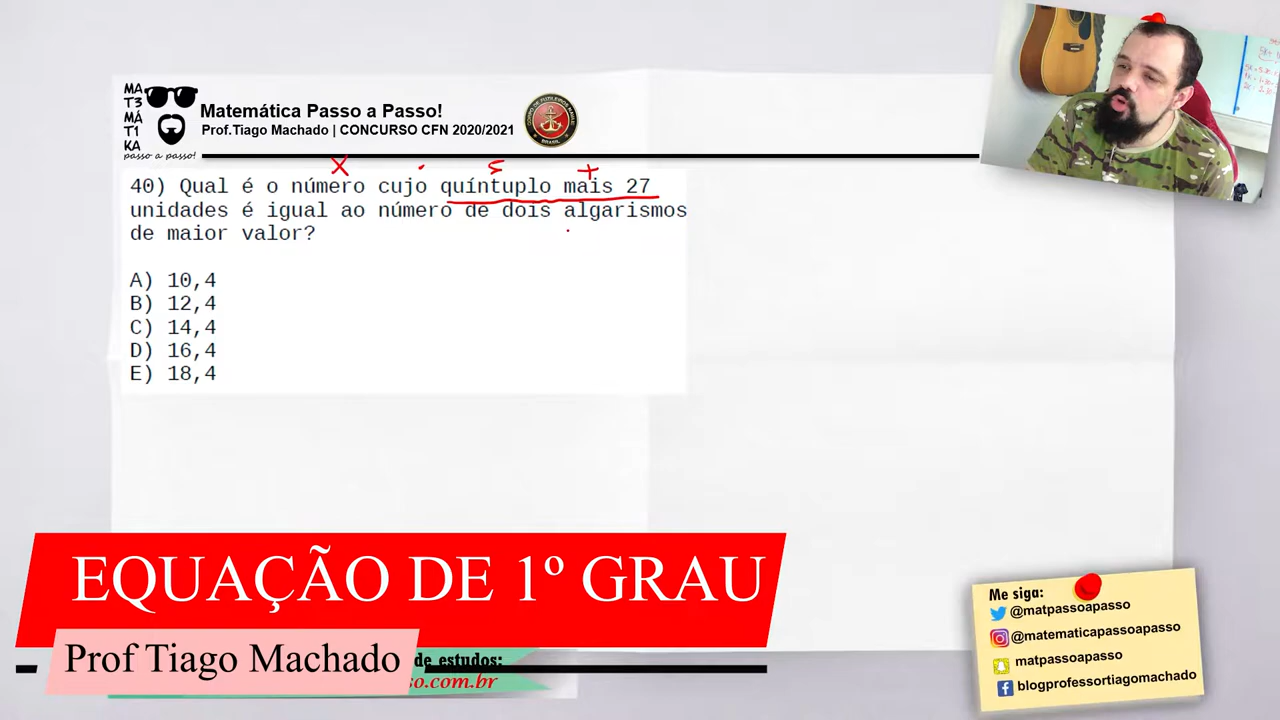 MA
T3
MÁ
T1
KA
passo a passo!
Matemática Passo a Passo!
Prof.Tiago Machado | CONCURSO CFN 2020/2021
X . 5 +
40) Qual é o número cujo quíntuplo mais 27
unidades é igual ao número de dois algarismos
de maior valor?
A) 10,4
B) 12,4
C) 14,4
D) 16,4
E) 18,4
EQUAÇÃO DE 1º GRAU
Prof Tiago Machado
de estudos:
so.com.br
Me siga:
@matpassoapasso
@matematicapassoapasso
matpassoapasso
blogprofessortiagomachado